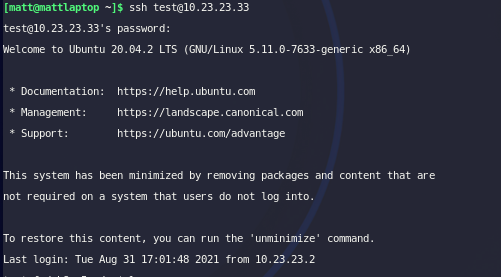 [matt@mattlaptop ~]$ ssh test@10.23.23.33
test@10.23.23.33's password:
Welcome to Ubuntu 20.04.2 LTS (GNU/Linux 5.11.0-7633-generic x86_64)
* Documentation:  https://help.ubuntu.com
* Management:     https://landscape.canonical.com
* Support:        https://ubuntu.com/advantage
This system has been minimized by removing packages and content that are
not required on a system that users do not log into.
To restore this content, you can run the 'unminimize' command.
Last login: Tue Aug 31 17:01:48 2021 from 10.23.23.2